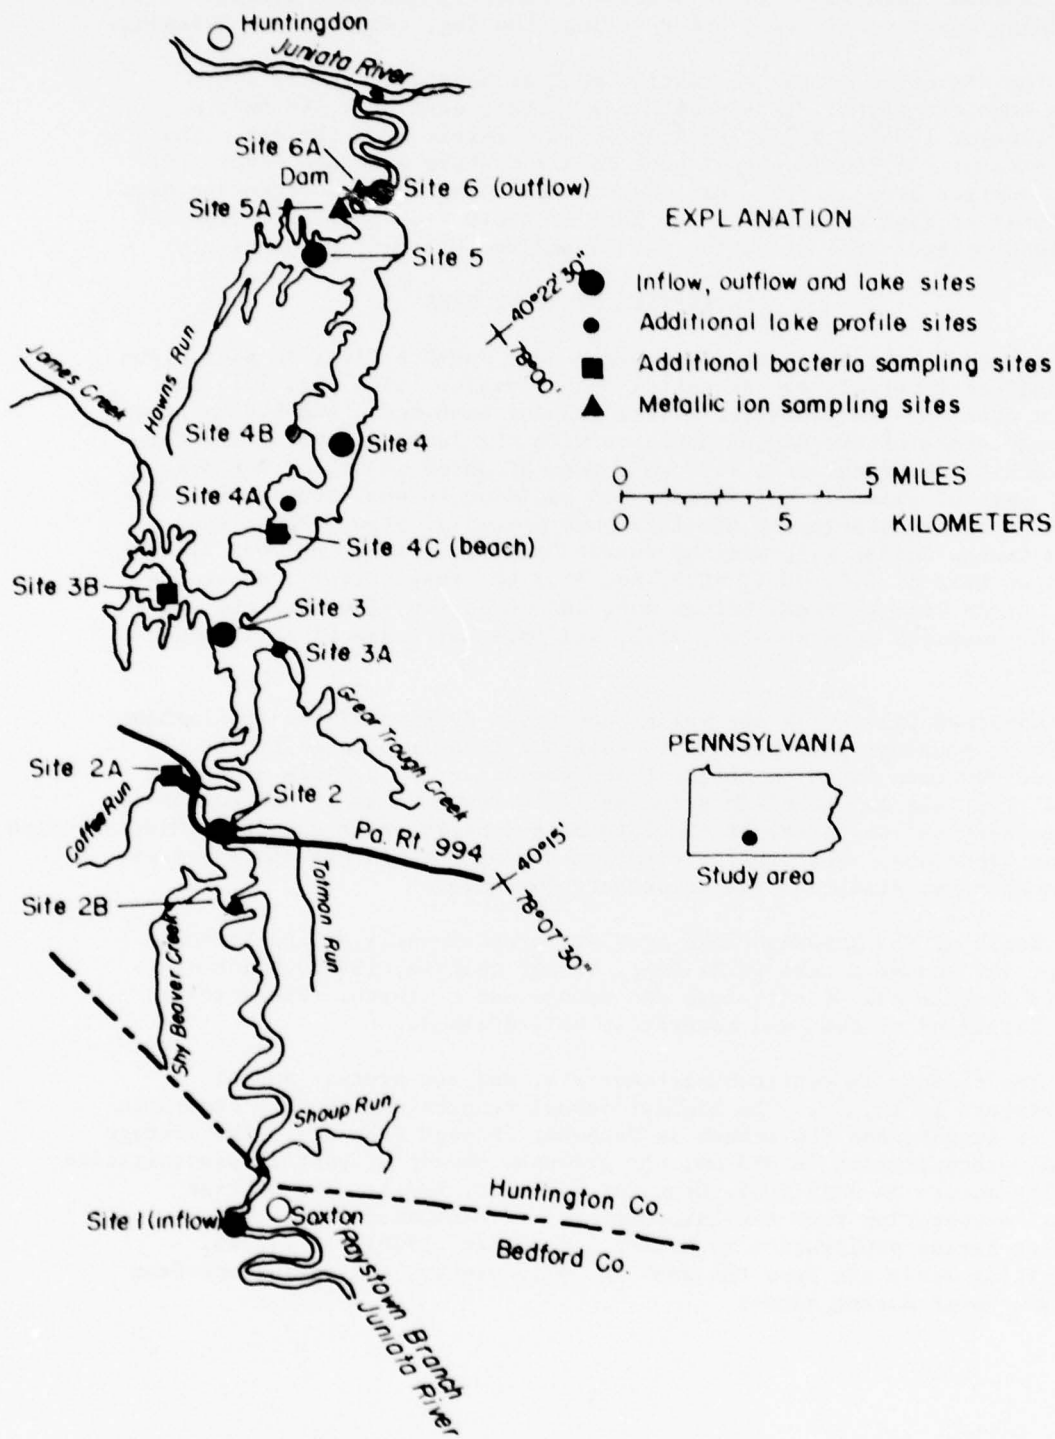 Huntingdon
Juniata River
Site 6A
Dam
Site 6 (outflow)
Site 5A
Site 5
EXPLANATION
Inflow, outflow and lake sites
Additional lake profile sites
Additional bacteria sampling sites
Metallic ion sampling sites
40°22'30"
78°00'
0 5 MILES
0 5 KILOMETERS
James Creek
Hawns Run
Site 4B
Site 4
Site 4A
Site 4C (beach)
Site 3B
Site 3
Site 3A
Great Trough Creek
Site 2A
Coffee Run
Site 2
Pa. Rt. 994
40°15'
78°07'30"
PENNSYLVANIA
Study area
Tatman Run
Site 2B
Shy Beaver Creek
Shoup Run
Huntington Co.
Bedford Co.
Site 1 (inflow)
Saxton
Raystown Branch
Juniata River